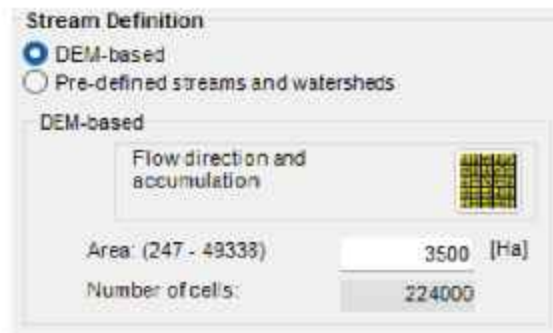 Stream Definition
DEM-based
Pre-defined streams and watersheds
DEM-based
Flow direction and
accumulation
Area: (247 - 49338) 3500 [Ha]
Number of cells: 224000